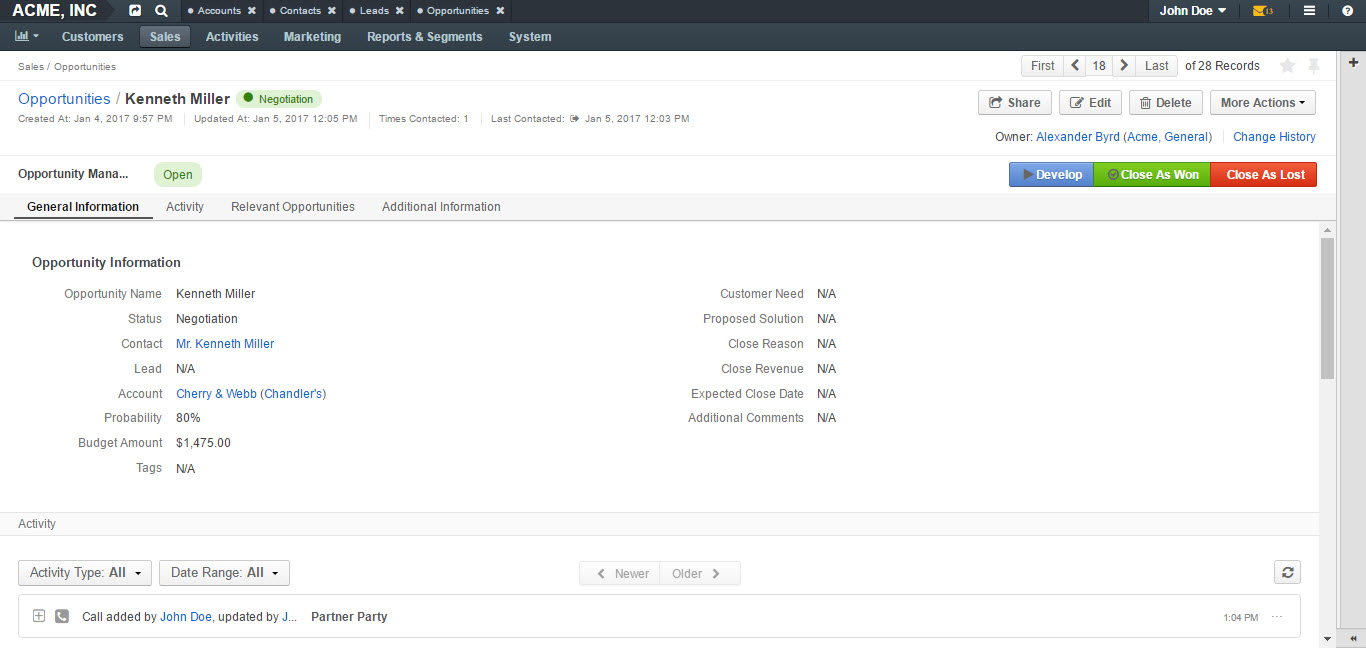 ACME, INC Accounts Contacts Leads Opportunities John Doe 13
Customers Sales Activities Marketing Reports & Segments System
Sales / Opportunities First 18 Last of 28 Records
Opportunities / Kenneth Miller Negotiation Share Edit Delete More Actions
Created At: Jan 4, 2017 9:57 PM Updated At: Jan 5, 2017 12:05 PM Times Contacted: 1 Last Contacted: Jan 5, 2017 12:03 PM
Owner: Alexander Byrd (Acme, General) Change History
Opportunity Mana... Open Develop Close As Won Close As Lost
General Information Activity Relevant Opportunities Additional Information
Opportunity Information
Opportunity Name Kenneth Miller Customer Need N/A
Status Negotiation Proposed Solution N/A
Contact Mr. Kenneth Miller Close Reason N/A
Lead N/A Close Revenue N/A
Account Cherry & Webb (Chandler's) Expected Close Date N/A
Probability 80% Additional Comments N/A
Budget Amount $1,475.00
Tags N/A
Activity
Activity Type: All Date Range: All Newer Older
Call added by John Doe, updated by J... Partner Party 1:04 PM ...